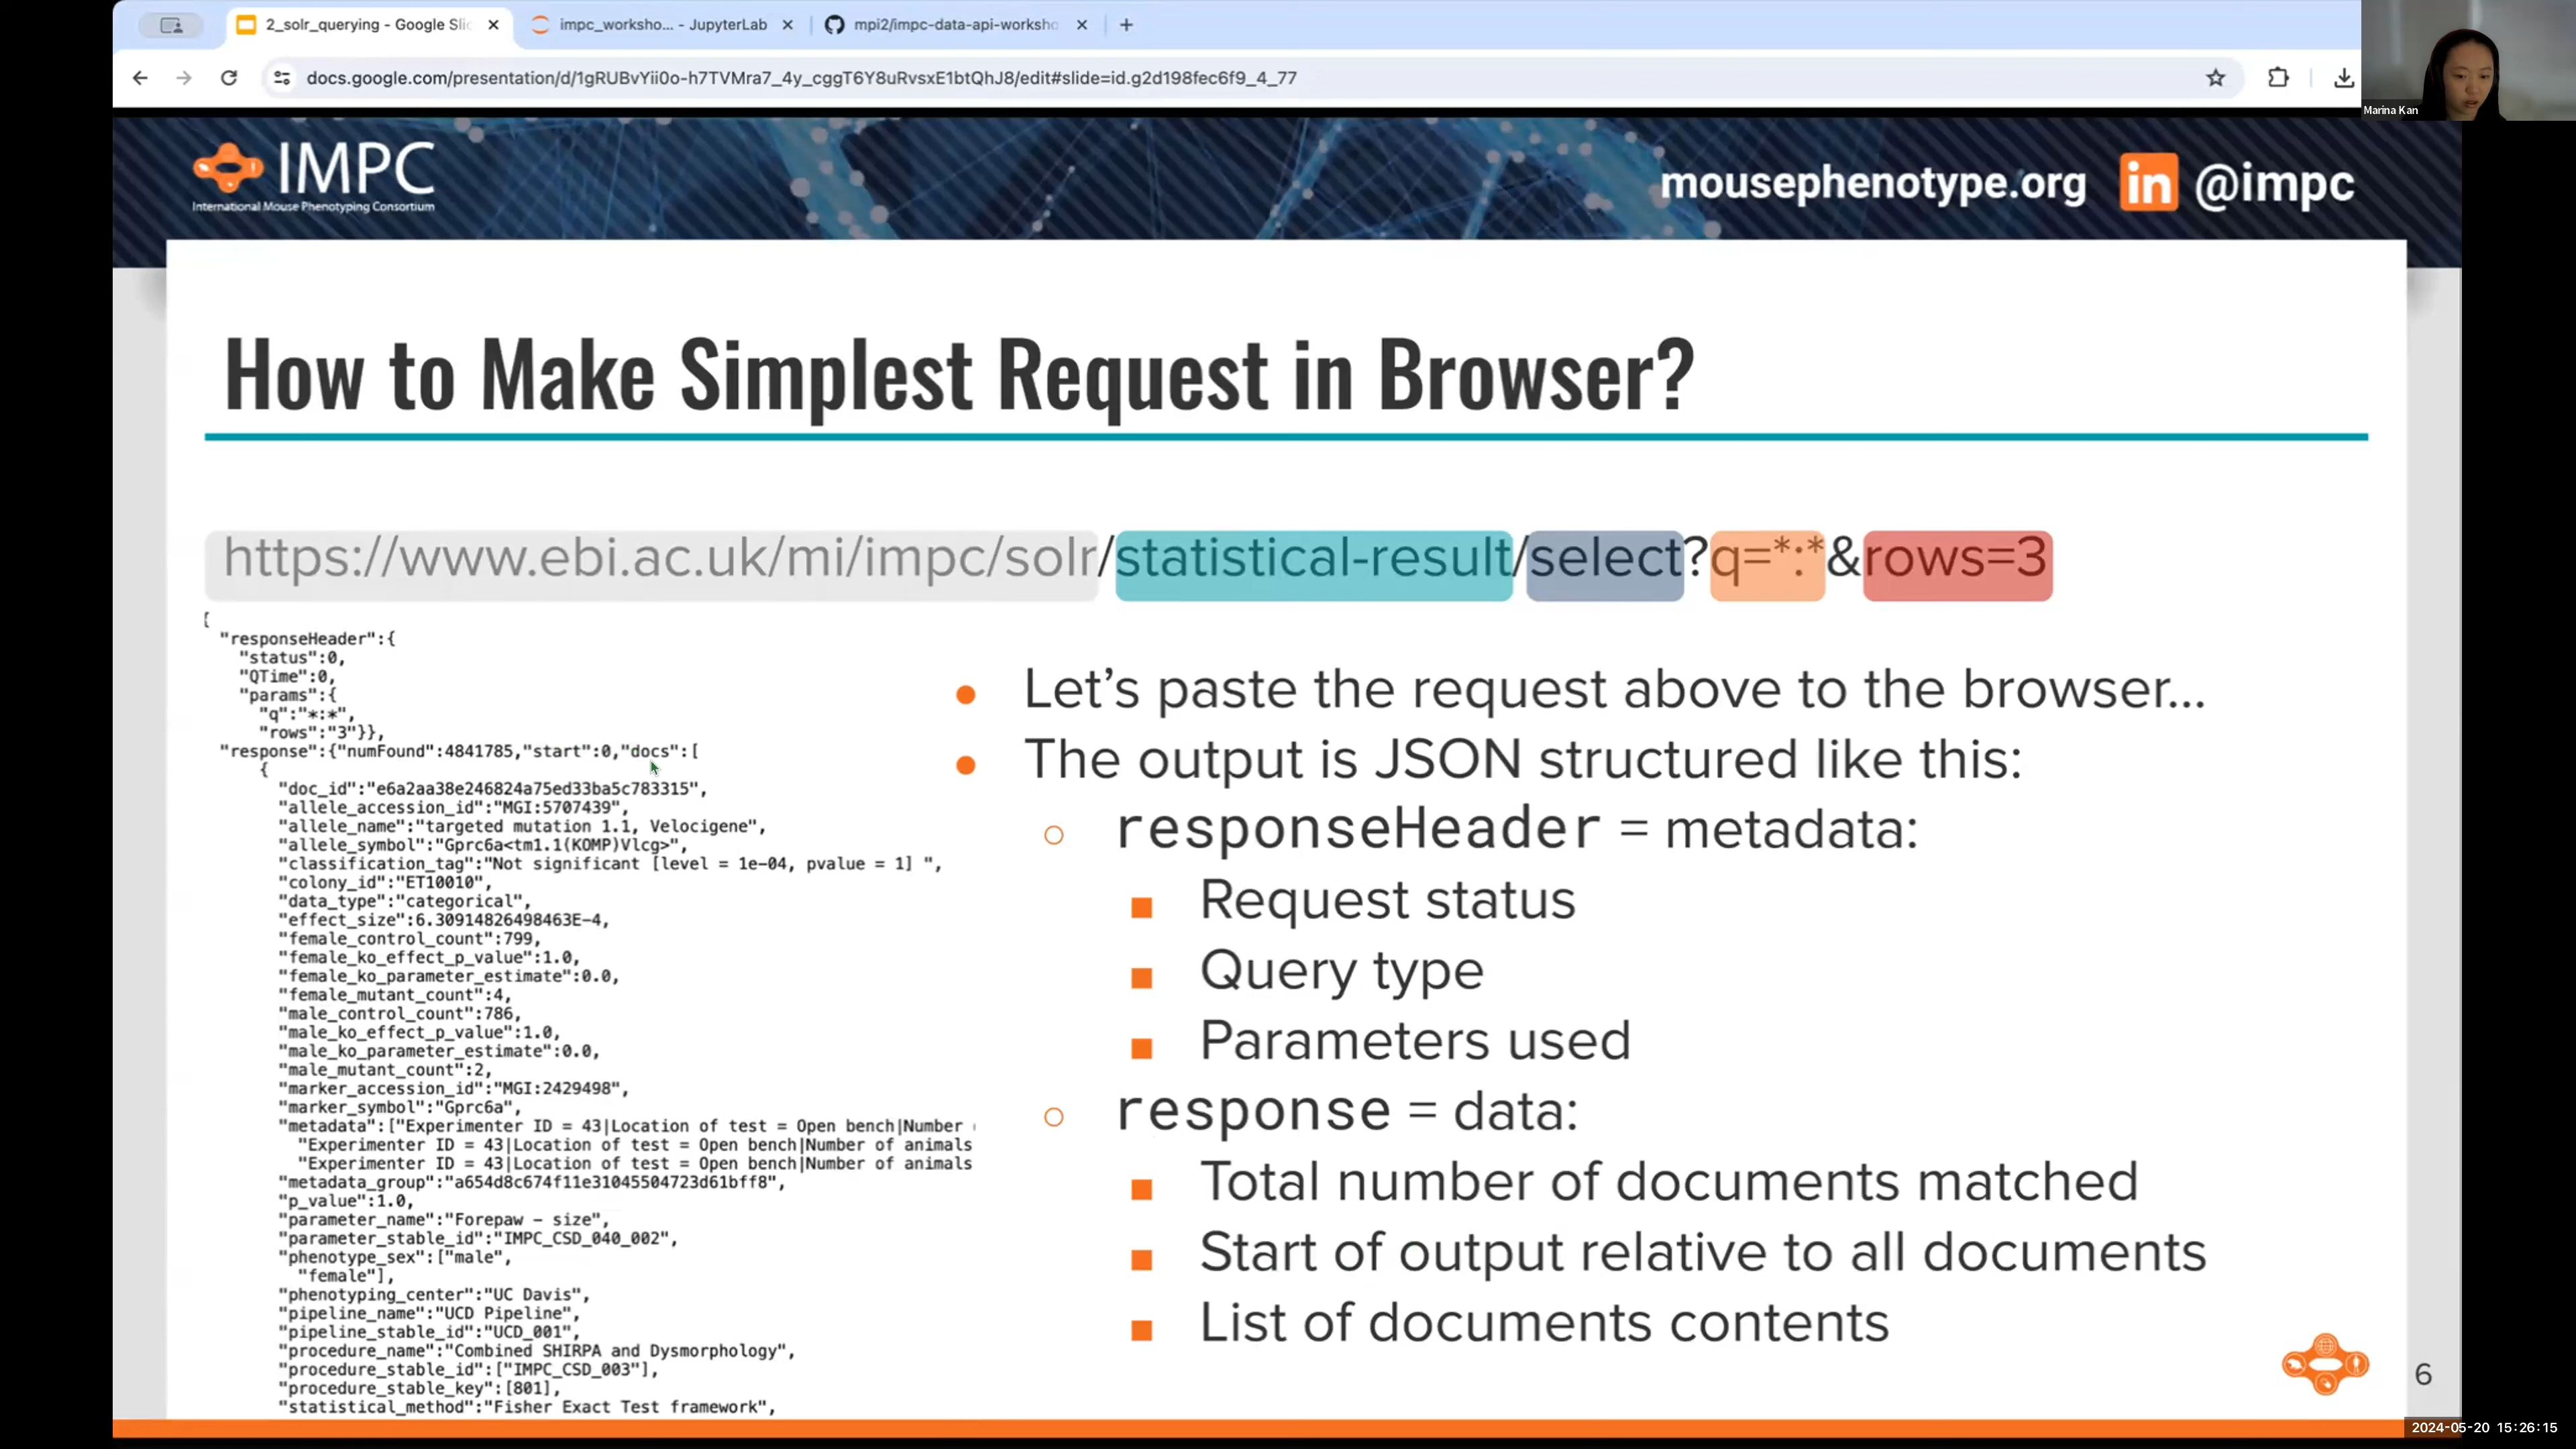 2_solr_querying - Google Slic
impc_worksho... - JupyterLab
mpi2/impc-data-api-worksho
docs.google.com/presentation/d/1gRUBvYii0o-h7TVMra7_4y_cggT6Y8uRvsxE1btQhJ8/edit#slide=id.g2d198fec6f9_4_77
Marina Kan
IMPC
International Mouse Phenotyping Consortium
mousephenotype.org in @impc
How to Make Simplest Request in Browser?
https://www.ebi.ac.uk/mi/impc/solr/statistical-result/select?q=*:*&rows=3
{
"responseHeader":{
"status":0,
"QTime":0,
"params":{
"q":"*:*",
"rows":"3"}},
"response":{"numFound":4841785,"start":0,"docs":[
{
"doc_id":"e6a2aa38e246824a75ed33ba5c783315",
"allele_accession_id":"MGI:5707439",
"allele_name":"targeted mutation 1.1, Velocigene",
"allele_symbol":"Gprc6a<tm1.1(KOMP)Vlcg>",
"classification_tag":"Not significant [level = 1e-04, pvalue = 1] ",
"colony_id":"ET10010",
"data_type":"categorical",
"effect_size":6.30914826498463E-4,
"female_control_count":799,
"female_ko_effect_p_value":1.0,
"female_ko_parameter_estimate":0.0,
"female_mutant_count":4,
"male_control_count":786,
"male_ko_effect_p_value":1.0,
"male_ko_parameter_estimate":0.0,
"male_mutant_count":2,
"marker_accession_id":"MGI:2429498",
"marker_symbol":"Gprc6a",
"metadata":["Experimenter ID = 43|Location of test = Open bench|Number
"Experimenter ID = 43|Location of test = Open bench|Number of animals
"Experimenter ID = 43|Location of test = Open bench|Number of animals
"metadata_group":"a654d8c674f11e31045504723d61bff8",
"p_value":1.0,
"parameter_name":"Forepaw - size",
"parameter_stable_id":"IMPC_CSD_040_002",
"phenotype_sex":["male",
"female"],
"phenotyping_center":"UC Davis",
"pipeline_name":"UCD Pipeline",
"pipeline_stable_id":"UCD_001",
"procedure_name":"Combined SHIRPA and Dysmorphology",
"procedure_stable_id":["IMPC_CSD_003"],
"procedure_stable_key":[801],
"statistical_method":"Fisher Exact Test framework",
● Let's paste the request above to the browser...
● The output is JSON structured like this:
○ responseHeader = metadata:
■ Request status
■ Query type
■ Parameters used
○ response = data:
■ Total number of documents matched
■ Start of output relative to all documents
■ List of documents contents
6
2024-05-20 15:26:15